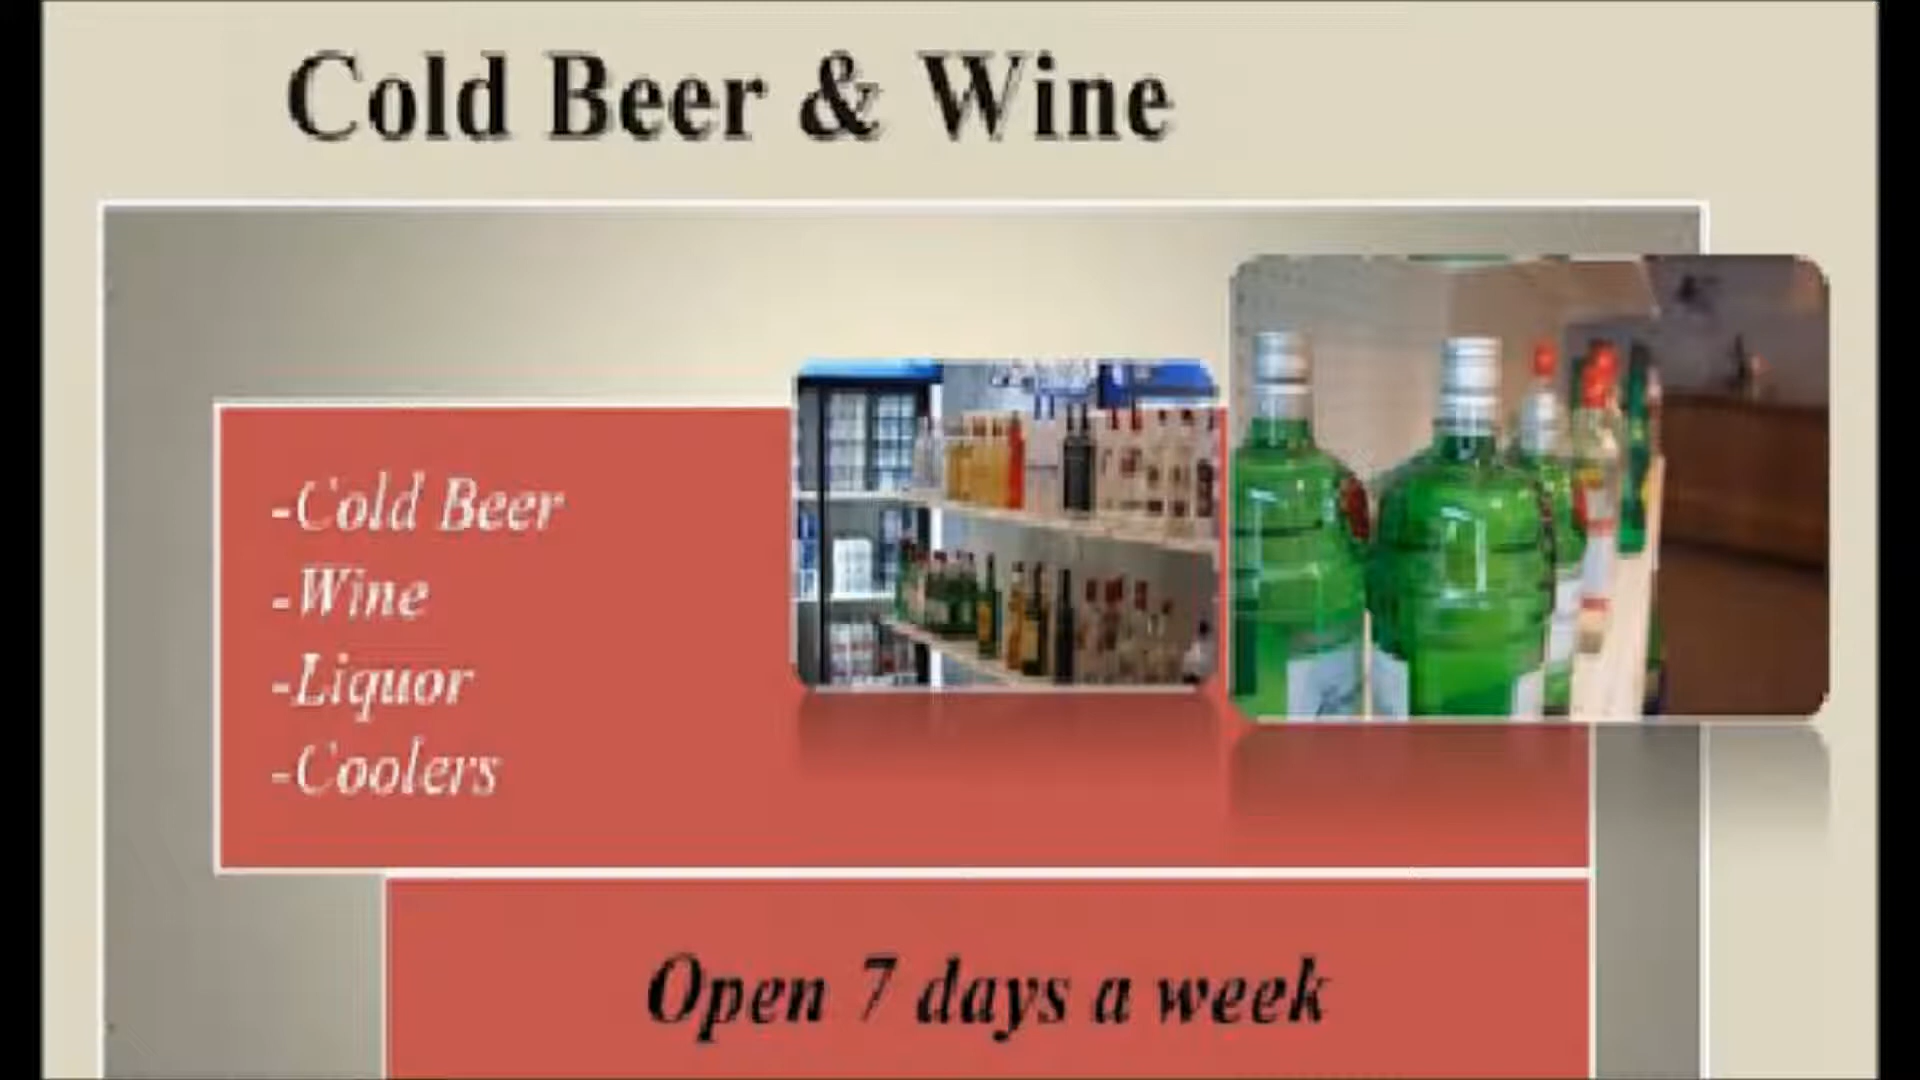 Cold Beer & Wine
-Cold Beer
-Wine
-Liquor
-Coolers
Open 7 days a week